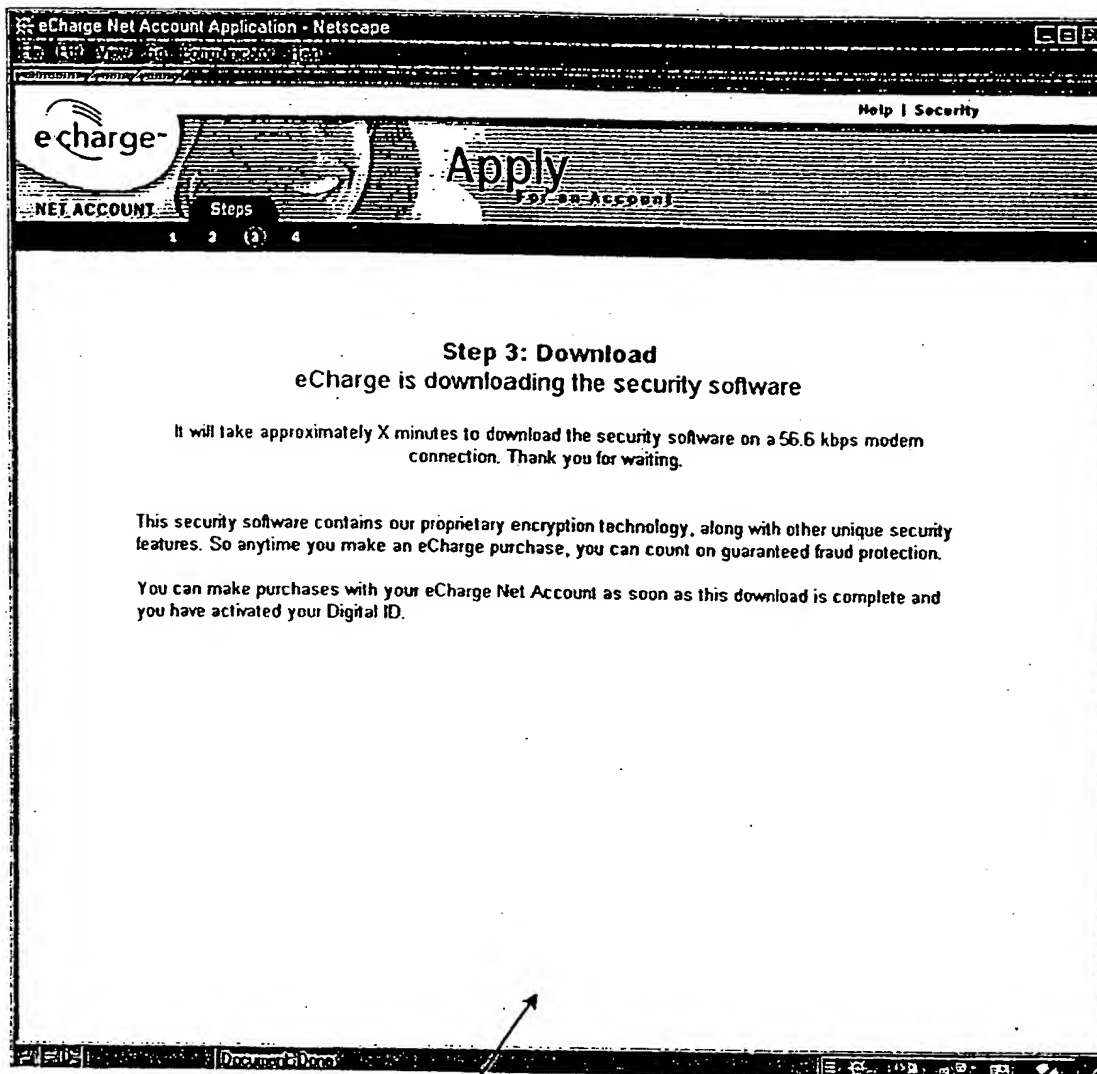 eCharge Net Account Application - Netscape
Help | Security
echarge™
Apply
For an Account
NET ACCOUNT
Steps
1 2 (3) 4
Step 3: Download
eCharge is downloading the security software
It will take approximately X minutes to download the security software on a 56.6 kbps modem
connection. Thank you for waiting.
This security software contains our proprietary encryption technology, along with other unique security
features. So anytime you make an eCharge purchase, you can count on guaranteed fraud protection.
You can make purchases with your eCharge Net Account as soon as this download is complete and
you have activated your Digital ID.
Document: Done